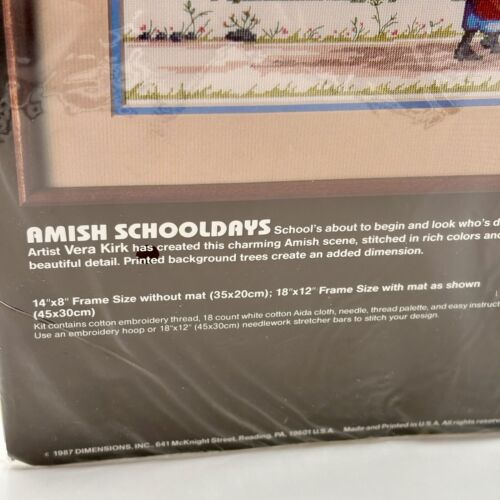 AMISH SCHOOLDAYS School's about to begin and look who's
Artist Vera Kirk has created this charming Amish scene, stitched in rich colors and
beautiful detail. Printed background trees create an added dimension.
14"x8" Frame Size without mat (35x20cm); 18"x12" Frame Size with mat as shown
(45x30cm)
Kit contains cotton embroidery thread, 18 count white cotton Aida cloth, needle, thread palette, and easy instruct
Use an embroidery hoop or 18"x12" (45x30cm) needlework stretcher bars to stitch your design.
© 1987 DIMENSIONS, INC. 641 McKnight Street, Reading, PA, 19601 U.S.A. Made and Printed in U.S.A. All rights